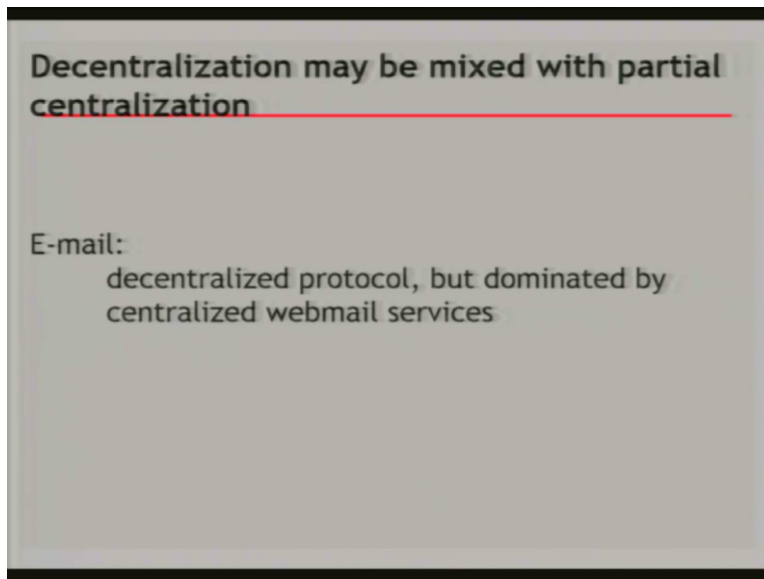 Decentralization may be mixed with partial
centralization
E-mail:
decentralized protocol, but dominated by
centralized webmail services